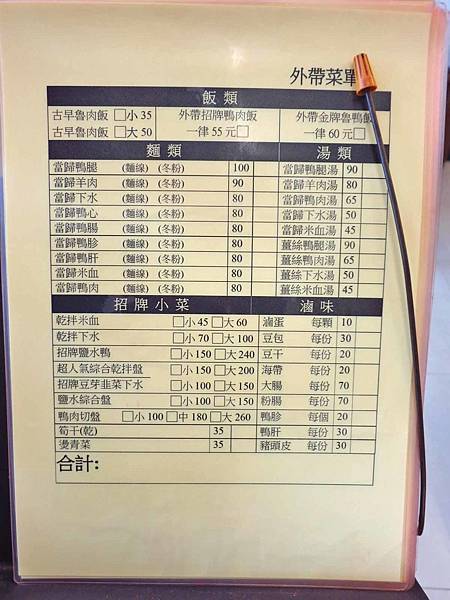 外帶菜單
飯類
古早魯肉飯 □小 35 外帶招牌鴨肉飯 外帶金牌魯鴨飯
古早魯肉飯 □大 50 一律 55 元□ 一律 60 元□
麵類 湯類
當歸鴨腿 (麵線) (冬粉) 100 當歸鴨腿湯 90
當歸羊肉 (麵線) (冬粉) 90 當歸羊肉湯 80
當歸下水 (麵線) (冬粉) 80 當歸鴨肉湯 65
當歸鴨心 (麵線) (冬粉) 80 當歸下水湯 50
當歸鴨腸 (麵線) (冬粉) 80 當歸米血湯 45
當歸鴨胗 (麵線) (冬粉) 80 薑絲鴨腿湯 90
當歸鴨肝 (麵線) (冬粉) 80 薑絲鴨肉湯 65
當歸米血 (麵線) (冬粉) 80 薑絲下水湯 50
當歸鴨肉 (麵線) (冬粉) 80 薑絲米血湯 45
招牌小菜 滷味
乾拌米血 □小 45 □大 60 滷蛋 每顆 10
乾拌下水 □小 70 □大 100 豆包 每份 30
招牌鹽水鴨 □小 150 □大 240 豆干 每份 20
超人氣綜合乾拌盤 □小 150 □大 200 海帶 每份 20
招牌豆芽韭菜下水 □小 100 □大 150 大腸 每份 70
鹽水綜合盤 □小 100 □大 150 粉腸 每份 70
鴨肉切盤 □小 100 □中 180 □大 260 鴨胗 每個 20
筍干(乾) 35 鴨肝 每份 30
燙青菜 35 豬頭皮 每份 30
合計: